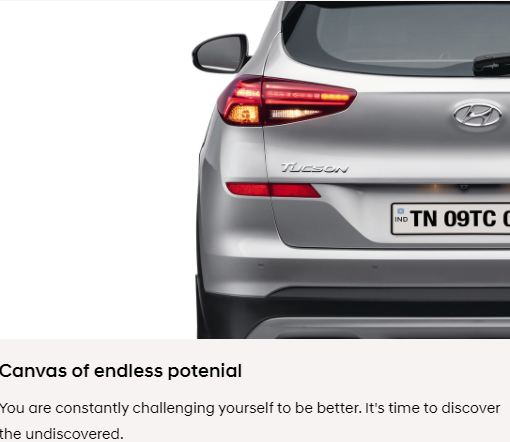 TUCSON
IND TN 09TC
Canvas of endless potenial
You are constantly challenging yourself to be better. It's time to discover
the undiscovered.